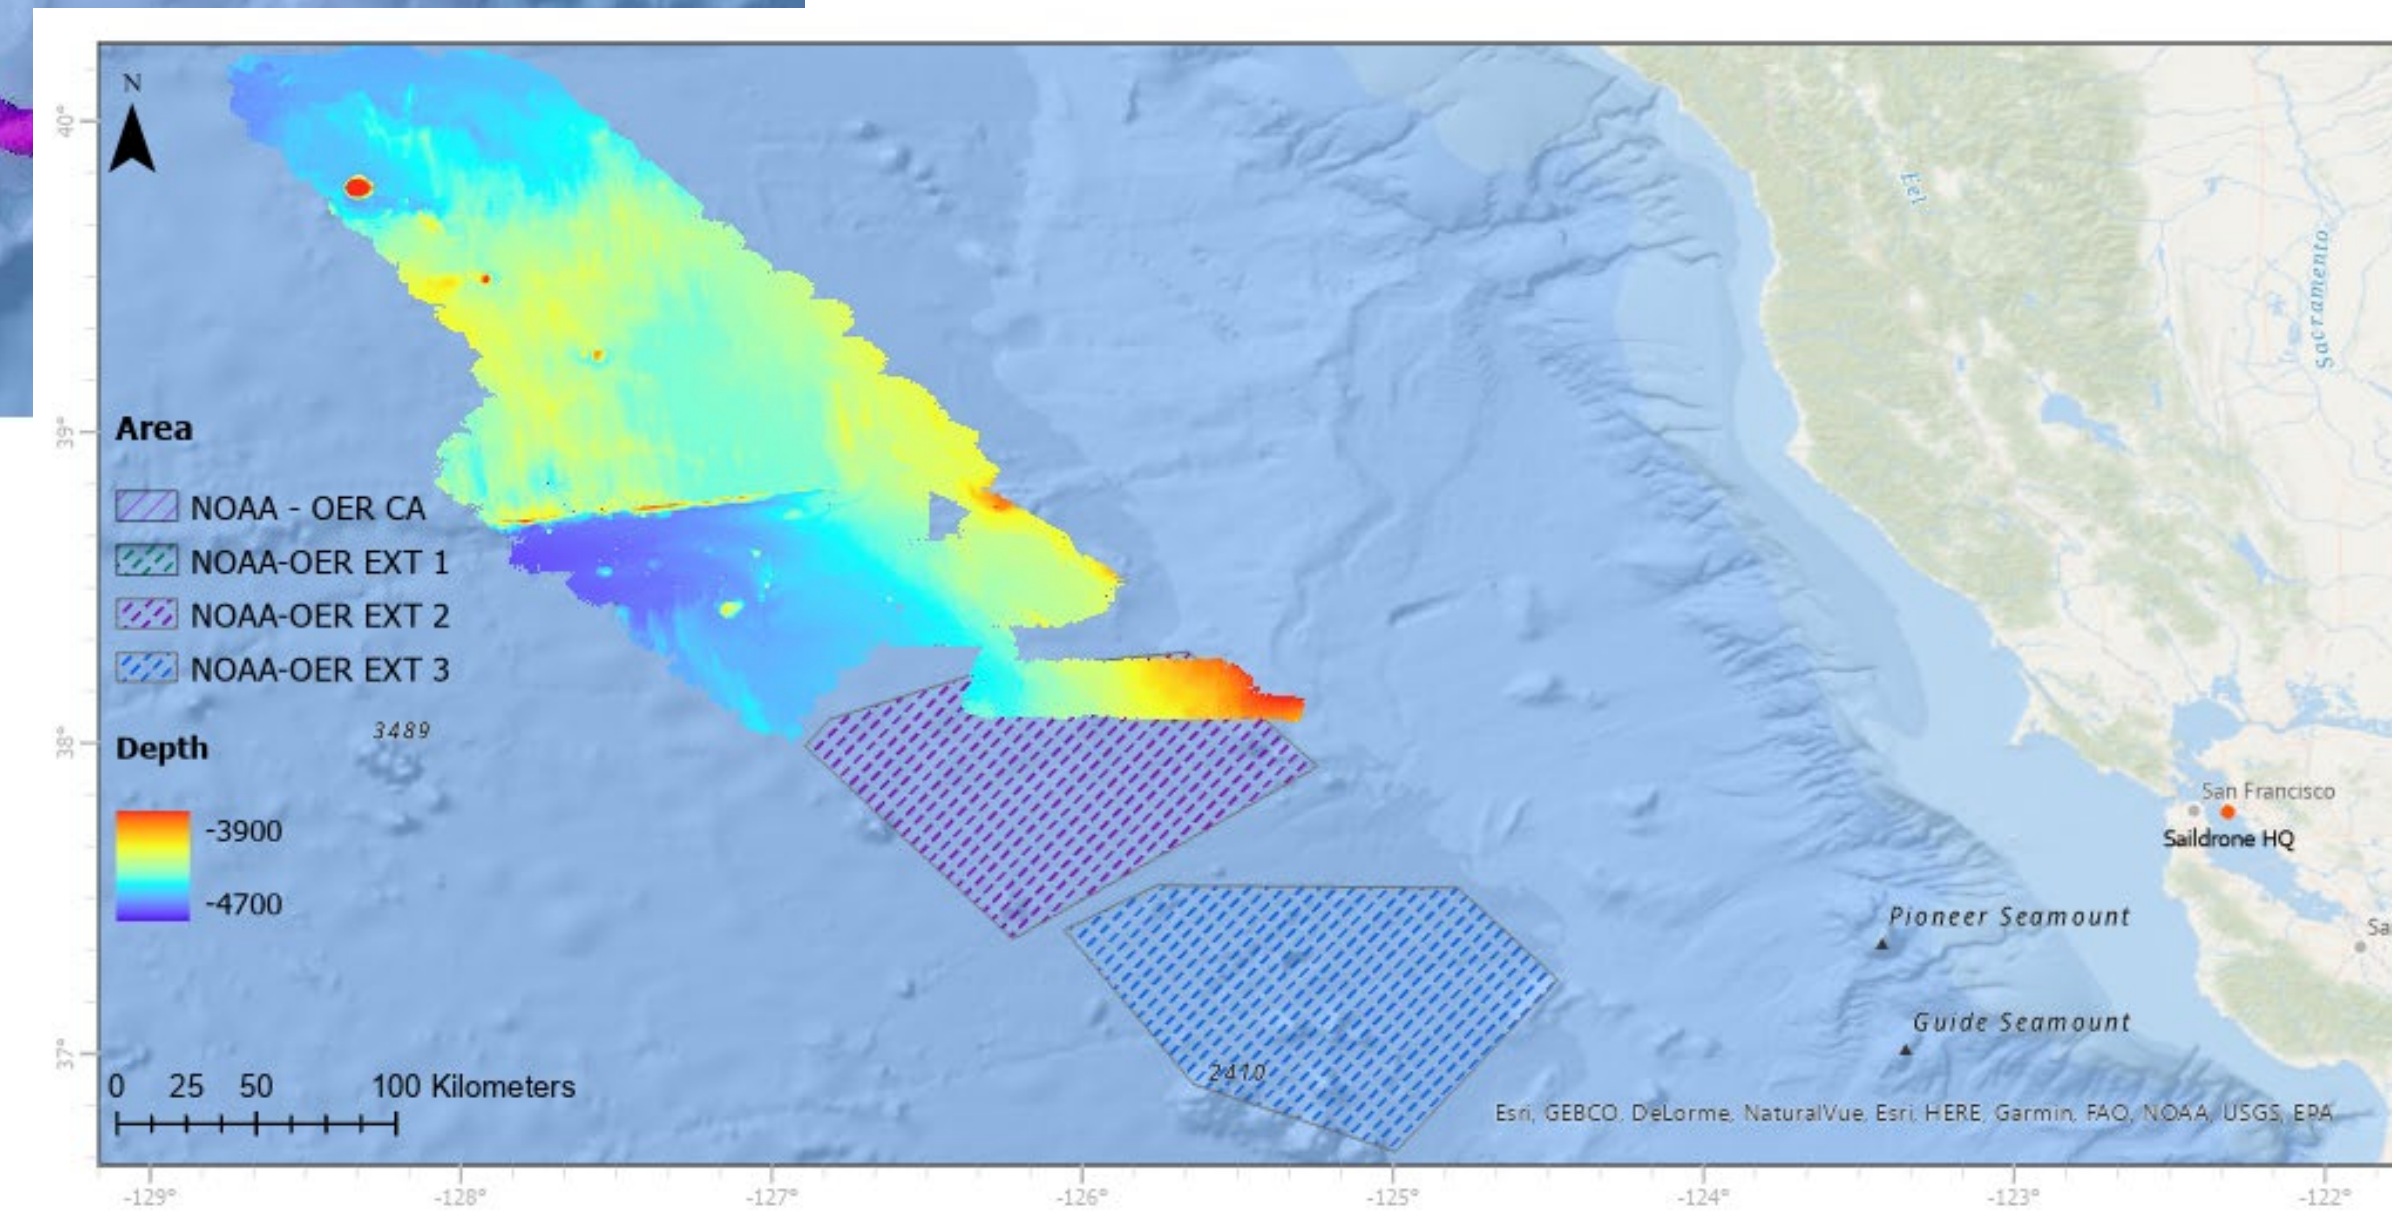 N
40°
Eel
Sacramento
Area
39°
NOAA - OER CA
NOAA-OER EXT 1
NOAA-OER EXT 2
NOAA-OER EXT 3
3489
38°
Depth
San Francisco
-3900
Saildrone HQ
-4700
Pioneer Seamount
Sa
Guide Seamount
37°
2410
0 25 50 100 Kilometers
Esri, GEBCO, DeLorme, NaturalVue, Esri, HERE, Garmin, FAO, NOAA, USGS, EPA
-129° -128° -127° -126° -125° -124° -123° -122°